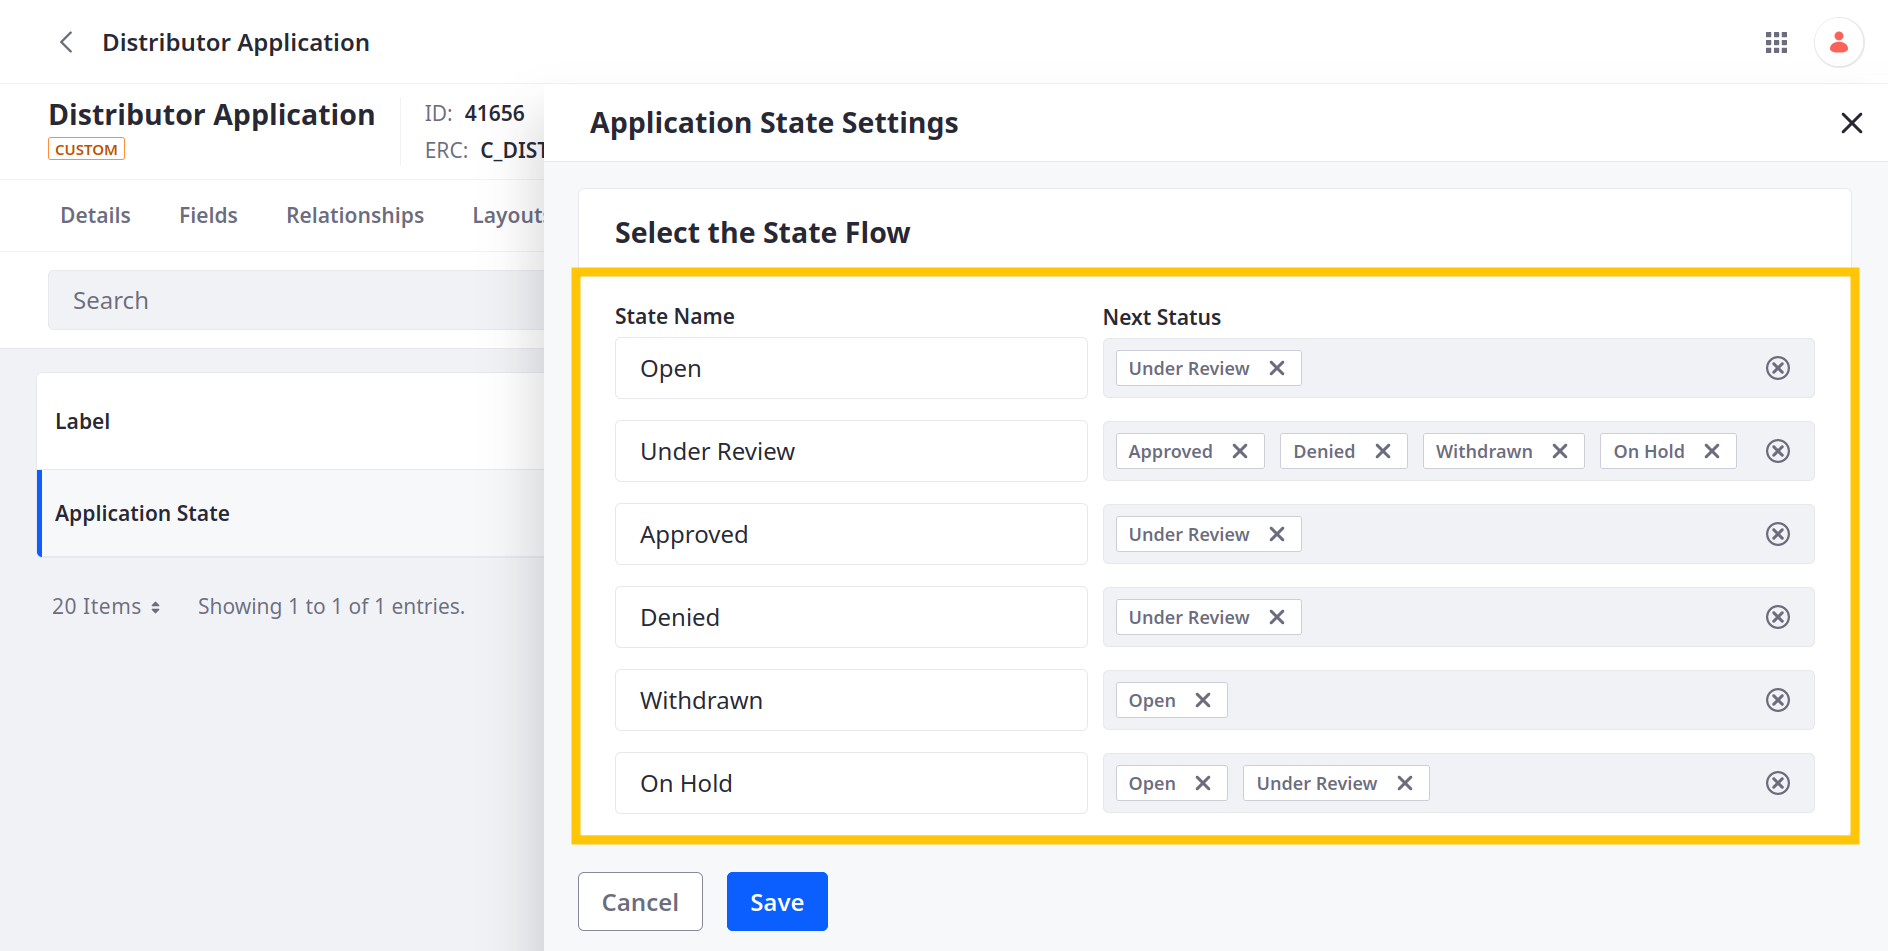 Distributor Application
Distributor Application
CUSTOM
ID: 41656
ERC: C_DIST
Details Fields Relationships Layout
Search
Label
Application State
20 Items Showing 1 to 1 of 1 entries.
Application State Settings
Select the State Flow
State Name Next Status
Open Under Review
Under Review Approved Denied Withdrawn On Hold
Approved Under Review
Denied Under Review
Withdrawn Open
On Hold Open Under Review
Cancel Save